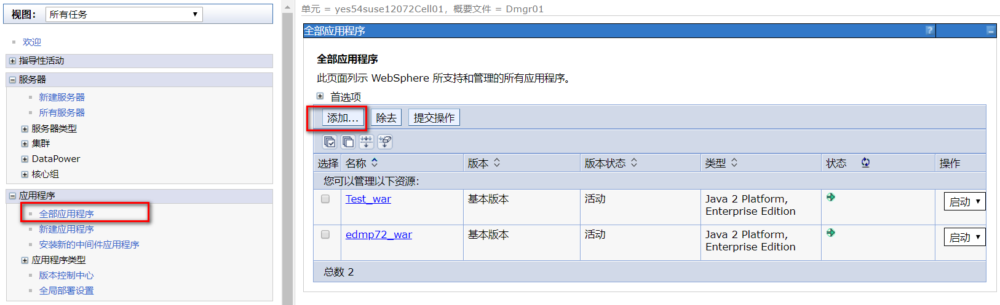 视图： 所有任务
欢迎
指导性活动
服务器
新建服务器
所有服务器
服务器类型
集群
DataPower
核心组
应用程序
全部应用程序
新建应用程序
安装新的中间件应用程序
应用程序类型
版本控制中心
全局部署设置
单元 = yes54suse12072Cell01，概要文件 = Dmgr01
全部应用程序 ?
全部应用程序
此页面列示 WebSphere 所支持和管理的所有应用程序。
首选项
添加... 除去 提交操作
选择 名称 版本 版本状态 类型 状态 操作
您可以管理以下资源：
Test_war 基本版本 活动 Java 2 Platform, 启动
Enterprise Edition
edmp72_war 基本版本 活动 Java 2 Platform, 启动
Enterprise Edition
总数 2